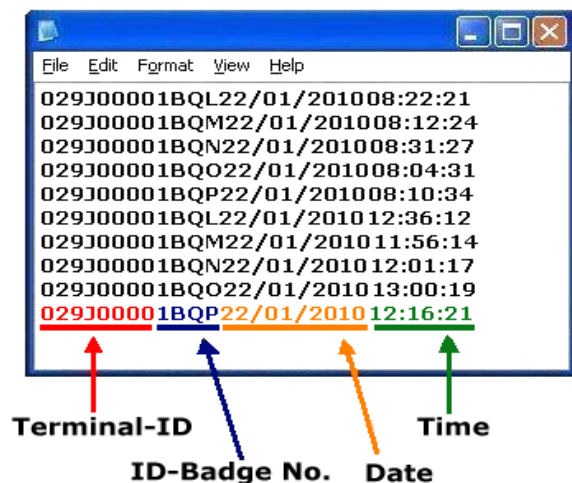 File Edit Format View Help
029J00001BQL22/01/201008:22:21
029J00001BQM22/01/201008:12:24
029J00001BQN22/01/201008:31:27
029J00001BQO22/01/201008:04:31
029J00001BQP22/01/201008:10:34
029J00001BQL22/01/201012:36:12
029J00001BQM22/01/201011:56:14
029J00001BQN22/01/201012:01:17
029J00001BQO22/01/201013:00:19
029J00001BQP22/01/201012:16:21
Terminal-ID Time
ID-Badge No. Date